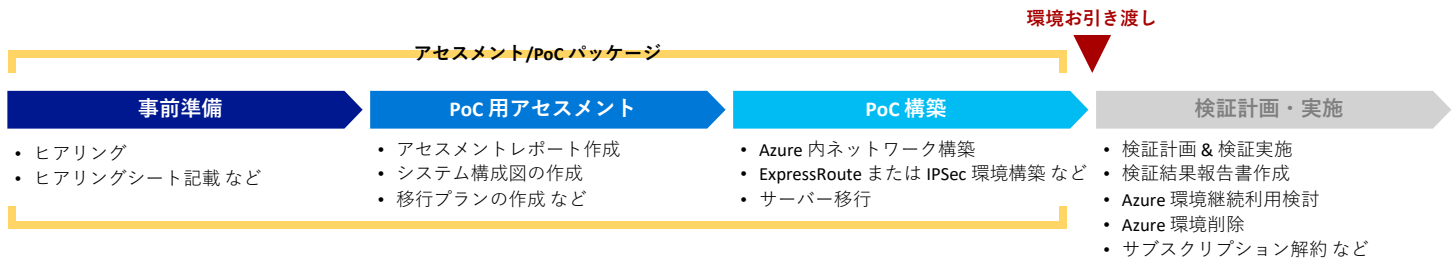 環境お引き渡し
アセスメント/PoC パッケージ
事前準備
PoC 用アセスメント
PoC 構築
検証計画・実施
• ヒアリング
• ヒアリングシート記載 など
• アセスメントレポート作成
• システム構成図の作成
• 移行プランの作成 など
• Azure 内ネットワーク構築
• ExpressRoute または IPSec 環境構築 など
• サーバー移行
• 検証計画 & 検証実施
• 検証結果報告書作成
• Azure 環境継続利用検討
• Azure 環境削除
• サブスクリプション解約 など